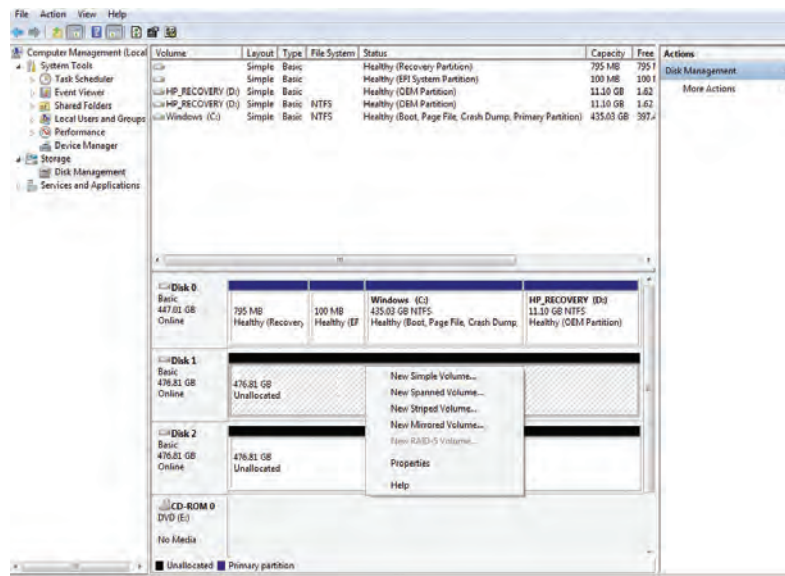 File Action View Help
Computer Management (Local
System Tools
Task Scheduler
Event Viewer
Shared Folders
Local Users and Groups
Performance
Device Manager
Storage
Disk Management
Services and Applications
Volume Layout Type File System Status Capacity Free
Simple Basic Healthy (Recovery Partition) 795 MB 795
Simple Basic Healthy (EFI System Partition) 100 MB 100
HP_RECOVERY (D:) Simple Basic Healthy (OEM Partition) 11.10 GB 1.62
HP_RECOVERY (D:) Simple Basic NTFS Healthy (OEM Partition) 11.10 GB 1.62
Windows (C:) Simple Basic NTFS Healthy (Boot, Page File, Crash Dump, Primary Partition) 435.03 GB 397.
Actions
Disk Management
More Actions
Disk 0
Basic
447.01 GB
Online
795 MB
Healthy (Recovery
100 MB
Healthy (EF
Windows (C:)
435.03 GB NTFS
Healthy (Boot, Page File, Crash Dump
HP_RECOVERY (D:)
11.10 GB NTFS
Healthy (OEM Partition)
Disk 1
Basic
476.81 GB
Online
476.81 GB
Unallocated
New Simple Volume...
New Spanned Volume...
New Striped Volume...
New Mirrored Volume...
New RAID-5 Volume...
Properties
Help
Disk 2
Basic
476.81 GB
Online
476.81 GB
Unallocated
CD-ROM 0
DVD (E:)
No Media
Unallocated Primary partition